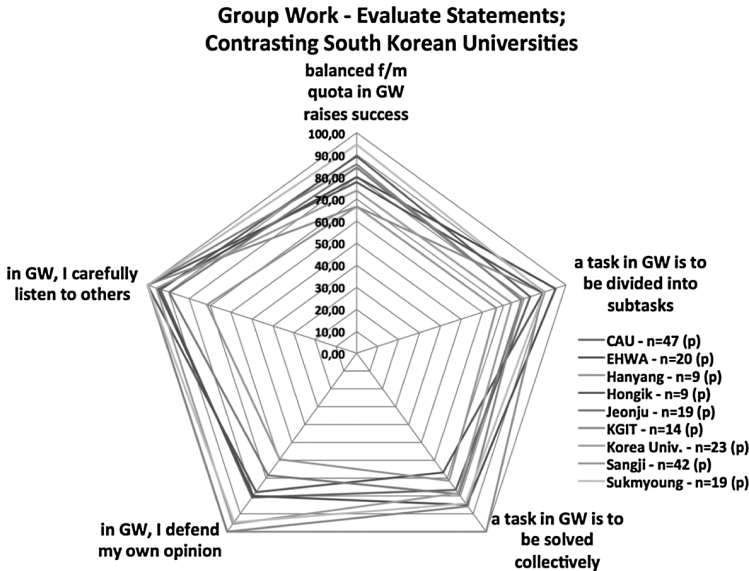 Group Work - Evaluate Statements;
Contrasting South Korean Universities
balanced f/m
quota in GW
raises success
100,00
90,00
80,00
70,00
60,00
50,00
40,00
30,00
20,00
10,00
0,00
in GW, I carefully
listen to others
a task in GW is to
be divided into
subtasks
CAU - n=47 (p)
EHWA - n=20 (p)
Hanyang - n=9 (p)
Hongik - n=9 (p)
Jeonju - n=19 (p)
KGIT - n=14 (p)
Korea Univ. - n=23 (p)
Sangji - n=42 (p)
Sukmyoung - n=19 (p)
in GW, I defend
my own opinion
a task in GW is to
be solved
collectively